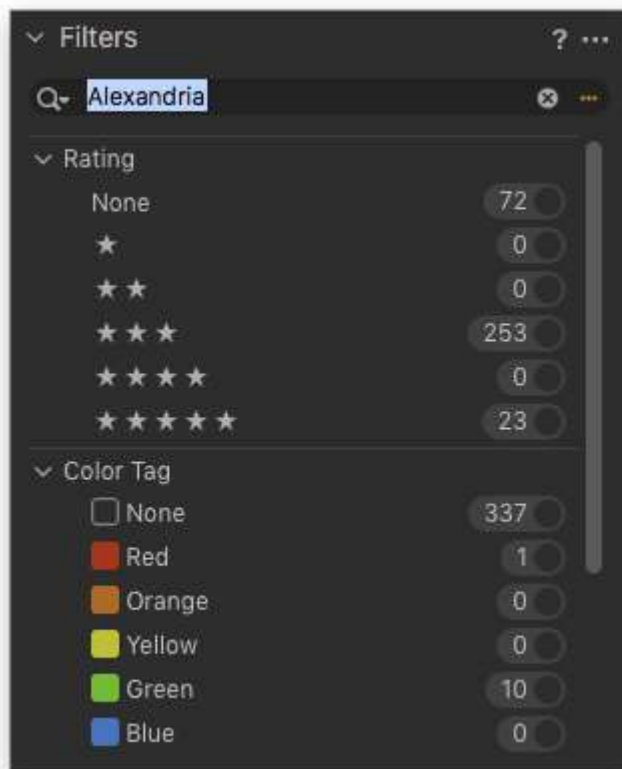 Filters ? ...
Alexandria ...
Rating
None 72
★ 0
★ ★ 0
★ ★ ★ 253
★ ★ ★ ★ 0
★ ★ ★ ★ ★ 23
Color Tag
None 337
Red 1
Orange 0
Yellow 0
Green 10
Blue 0